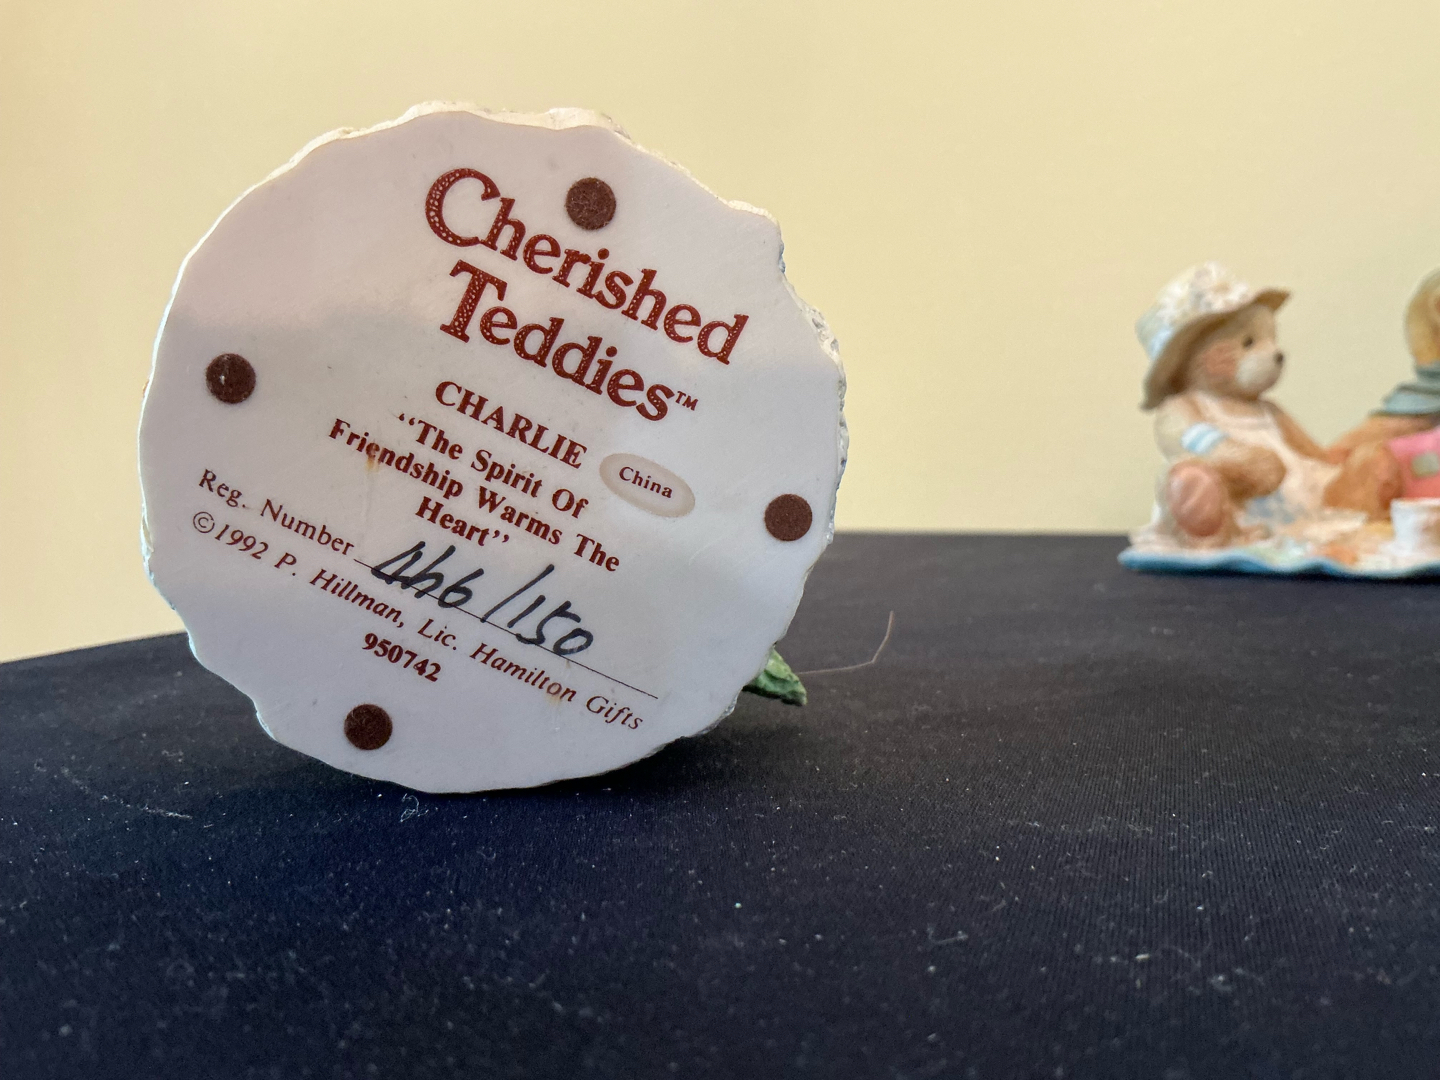 Cherished
Teddies™
CHARLIE
“The Spirit Of
Friendship Warms The
Heart”
China
Reg. Number 466/150
©1992 P. Hillman, Lic. Hamilton Gifts
950742